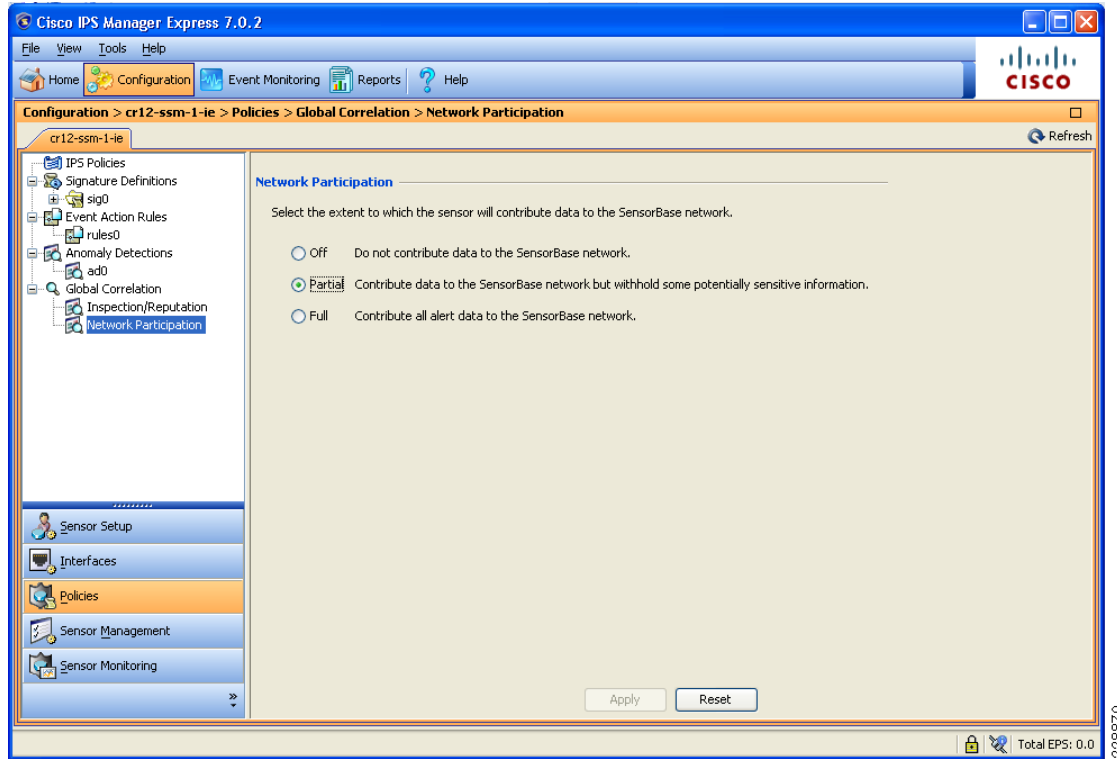 Cisco IPS Manager Express 7.0.2
File View Tools Help
Home Configuration Event Monitoring Reports Help
CISCO
Configuration > cr12-ssm-1-ie > Policies > Global Correlation > Network Participation
cr12-ssm-1-ie
Refresh
IPS Policies
Signature Definitions
sig0
Event Action Rules
rules0
Anomaly Detections
ad0
Global Correlation
Inspection/Reputation
Network Participation
Sensor Setup
Interfaces
Policies
Sensor Management
Sensor Monitoring
Network Participation
Select the extent to which the sensor will contribute data to the SensorBase network.
Off Do not contribute data to the SensorBase network.
Partial Contribute data to the SensorBase network but withhold some potentially sensitive information.
Full Contribute all alert data to the SensorBase network.
Apply Reset
Total EPS: 0.0